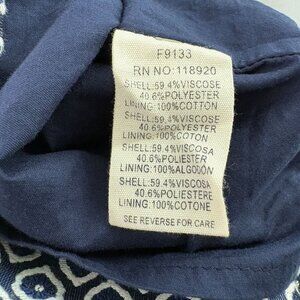 F9133
RN NO:118920
SHELL:59.4%VISCOSE
40.6%POLYESTER
LINING:100%COTTON
SHELL:59.4%VISCOSE
40.6%POLYESTER
LINING:100%COTTON
SHELL:59.4%VISCOSA
40.6%POLIESTER
LINING:100%ALGODON
SHELL:59.4%VISCOSA
40.6%POLIESTERE
LINING:100%COTONE
SEE REVERSE FOR CARE